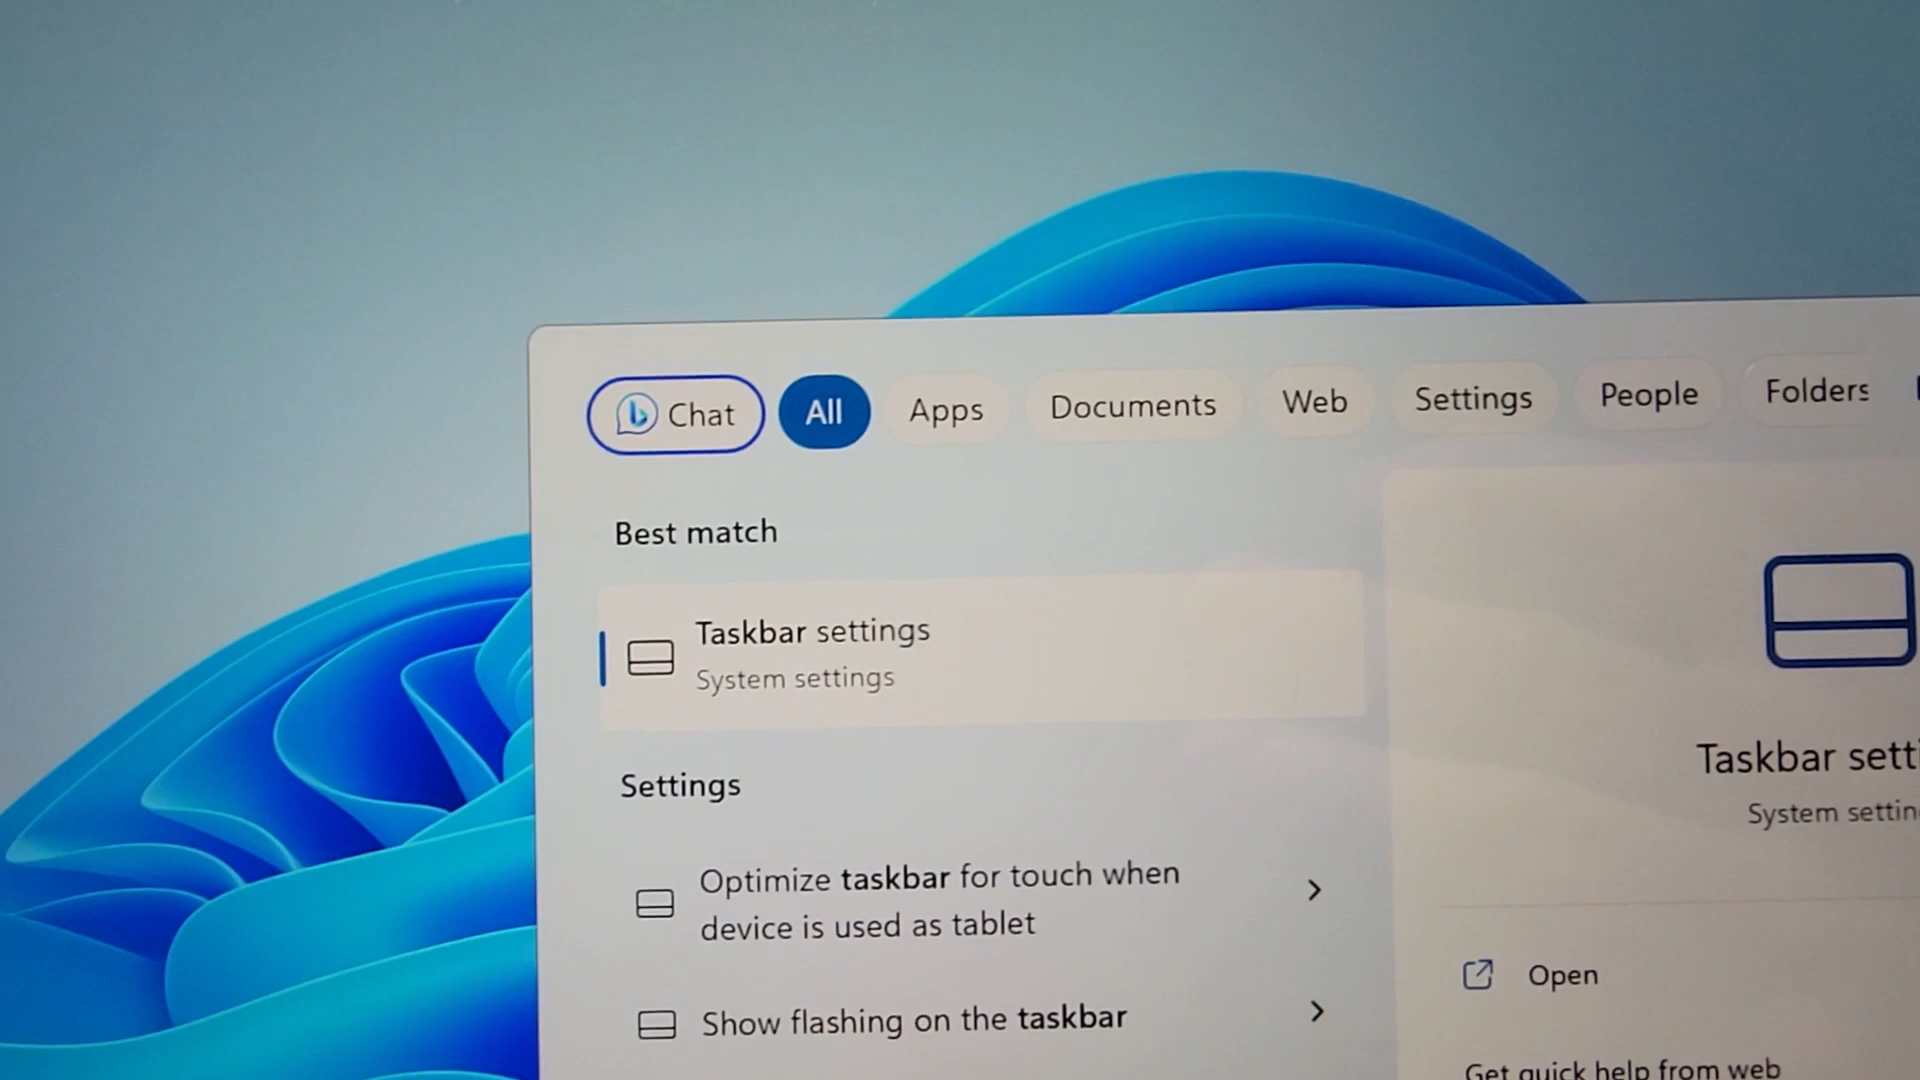 Chat All Apps Documents Web Settings People Folders
Best match
Taskbar settings
System settings
Settings
Optimize taskbar for touch when
device is used as tablet
Show flashing on the taskbar
Taskbar
System
Open
Get quick help from web